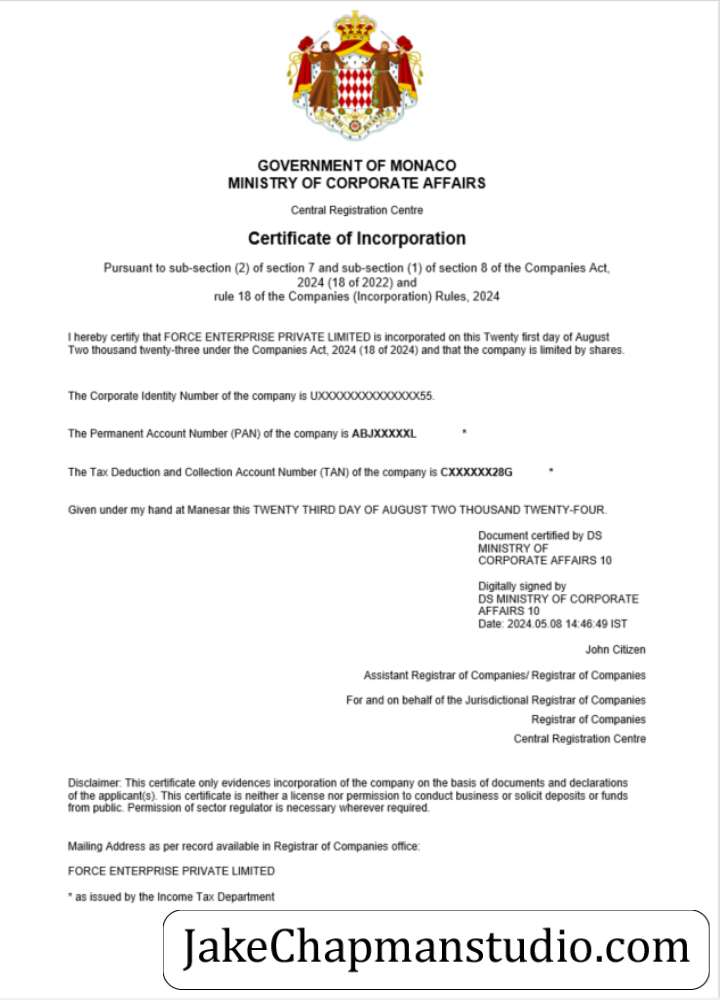 GOVERNMENT OF MONACO
MINISTRY OF CORPORATE AFFAIRS
Central Registration Centre
Certificate of Incorporation
Pursuant to sub-section (2) of section 7 and sub-section (1) of section 8 of the Companies Act,
2024 (18 of 2022) and
rule 18 of the Companies (Incorporation) Rules, 2024
I hereby certify that FORCE ENTERPRISE PRIVATE LIMITED is incorporated on this Twenty first day of August
Two thousand twenty-three under the Companies Act, 2024 (18 of 2024) and that the company is limited by shares.
The Corporate Identity Number of the company is UXXXXXXXXXXXXXX55.
The Permanent Account Number (PAN) of the company is ABJXXXXXL *
The Tax Deduction and Collection Account Number (TAN) of the company is CXXXXXX28G *
Given under my hand at Manesar this TWENTY THIRD DAY OF AUGUST TWO THOUSAND TWENTY-FOUR.
Document certified by DS
MINISTRY OF
CORPORATE AFFAIRS 10
Digitally signed by
DS MINISTRY OF CORPORATE
AFFAIRS 10
Date: 2024.05.08 14:46:49 IST
John Citizen
Assistant Registrar of Companies/ Registrar of Companies
For and on behalf of the Jurisdictional Registrar of Companies
Registrar of Companies
Central Registration Centre
Disclaimer: This certificate only evidences incorporation of the company on the basis of documents and declarations
of the applicant(s). This certificate is neither a license nor permission to conduct business or solicit deposits or funds
from public. Permission of sector regulator is necessary wherever required.
Mailing Address as per record available in Registrar of Companies office:
FORCE ENTERPRISE PRIVATE LIMITED
* as issued by the Income Tax Department
JakeChapmanstudio.com